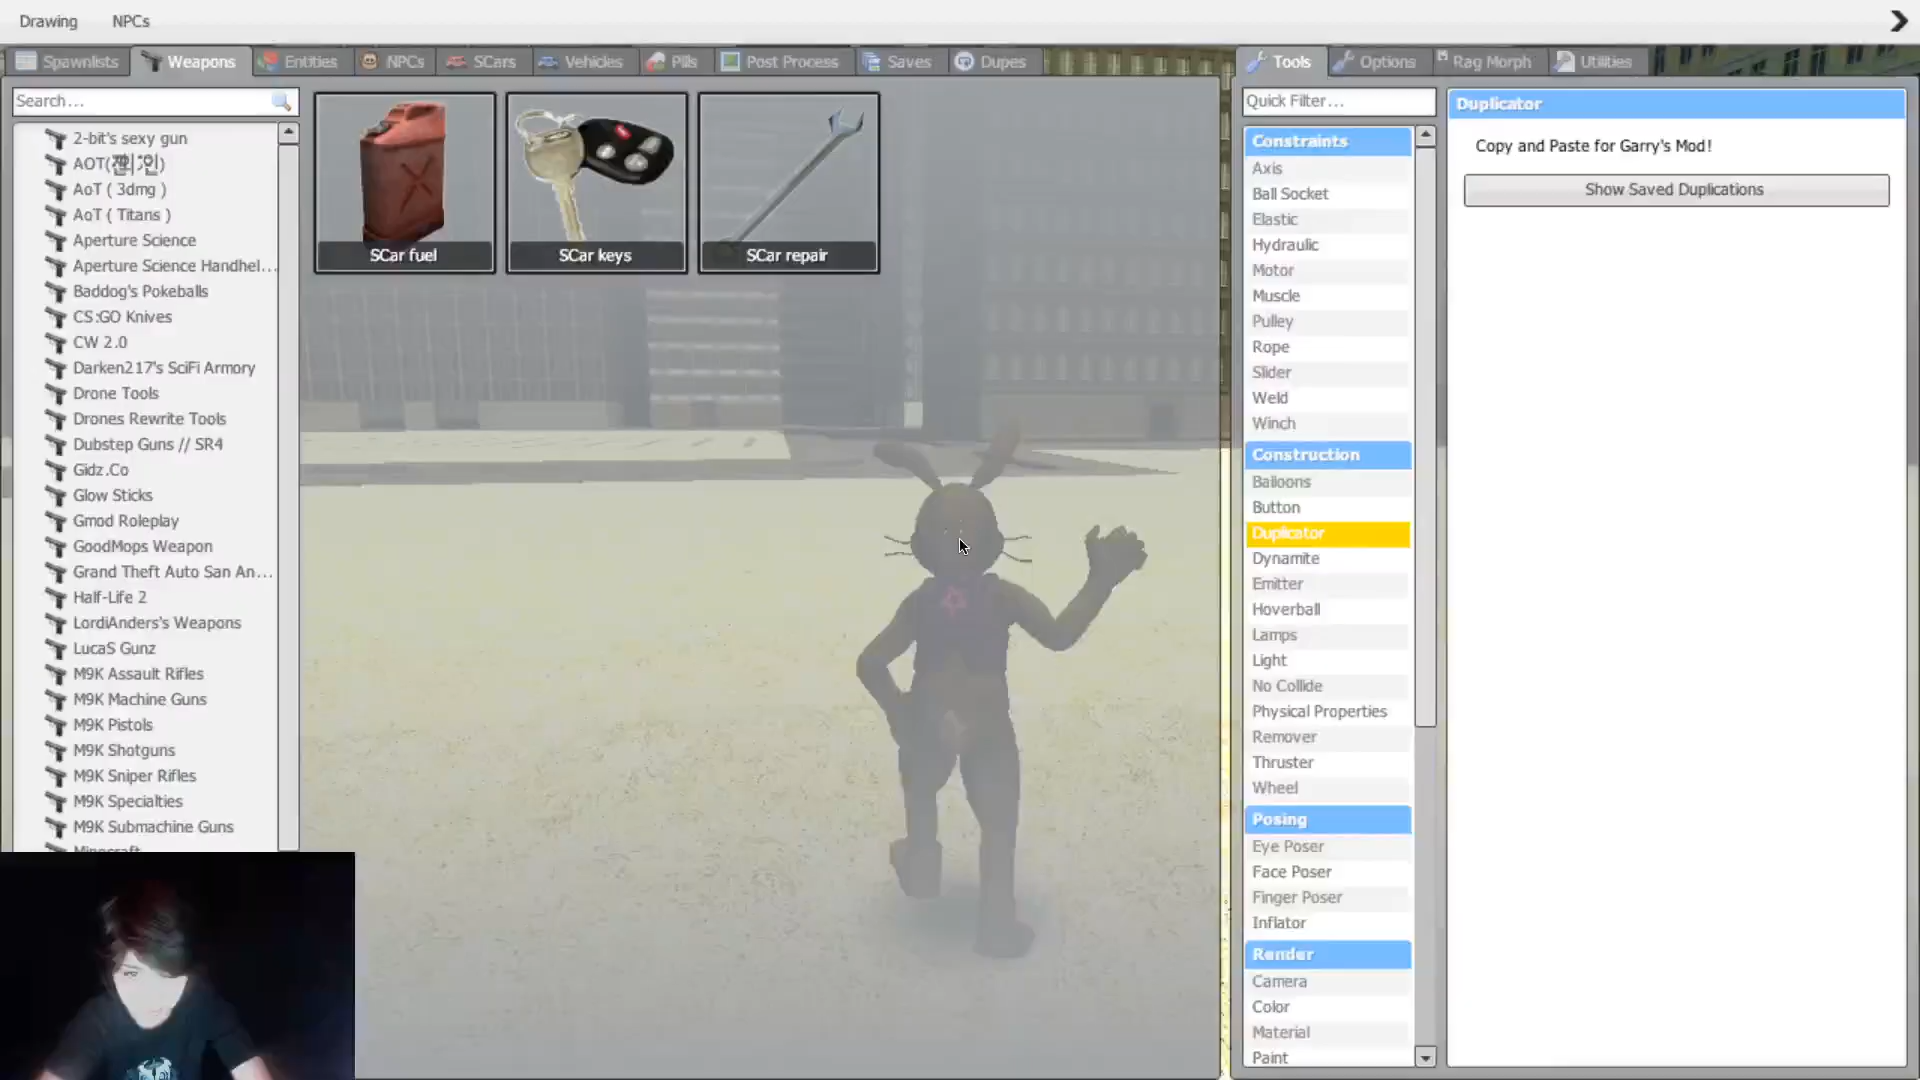 Drawing NPCs
Spawnlists Weapons Entities NPCs SCars Vehicles Pills Post Process Saves Dupes
Tools Options Rag Morph Utilities
Search...
2-bit's sexy gun
AoT ( 3dmg )
AoT ( Titans )
Aperture Science
Aperture Science Handhel...
Baddog's Pokeballs
CS:GO Knives
CW 2.0
Darken217's SciFi Armory
Drone Tools
Drones Rewrite Tools
Dubstep Guns // SR4
Gidz.Co
Glow Sticks
Gmod Roleplay
GoodMops Weapon
Grand Theft Auto San An...
Half-Life 2
LordiAnders's Weapons
LucaS Gunz
M9K Assault Rifles
M9K Machine Guns
M9K Pistols
M9K Shotguns
M9K Sniper Rifles
M9K Specialties
M9K Submachine Guns
Minecraft
SCar fuel
SCar keys
SCar repair
Quick Filter...
Constraints
Axis
Ball Socket
Elastic
Hydraulic
Motor
Muscle
Pulley
Rope
Slider
Weld
Winch
Construction
Balloons
Button
Duplicator
Dynamite
Emitter
Hoverball
Lamps
Light
No Collide
Physical Properties
Remover
Thruster
Wheel
Posing
Eye Poser
Face Poser
Finger Poser
Inflator
Render
Camera
Color
Material
Paint
Duplicator
Copy and Paste for Garry's Mod!
Show Saved Duplications